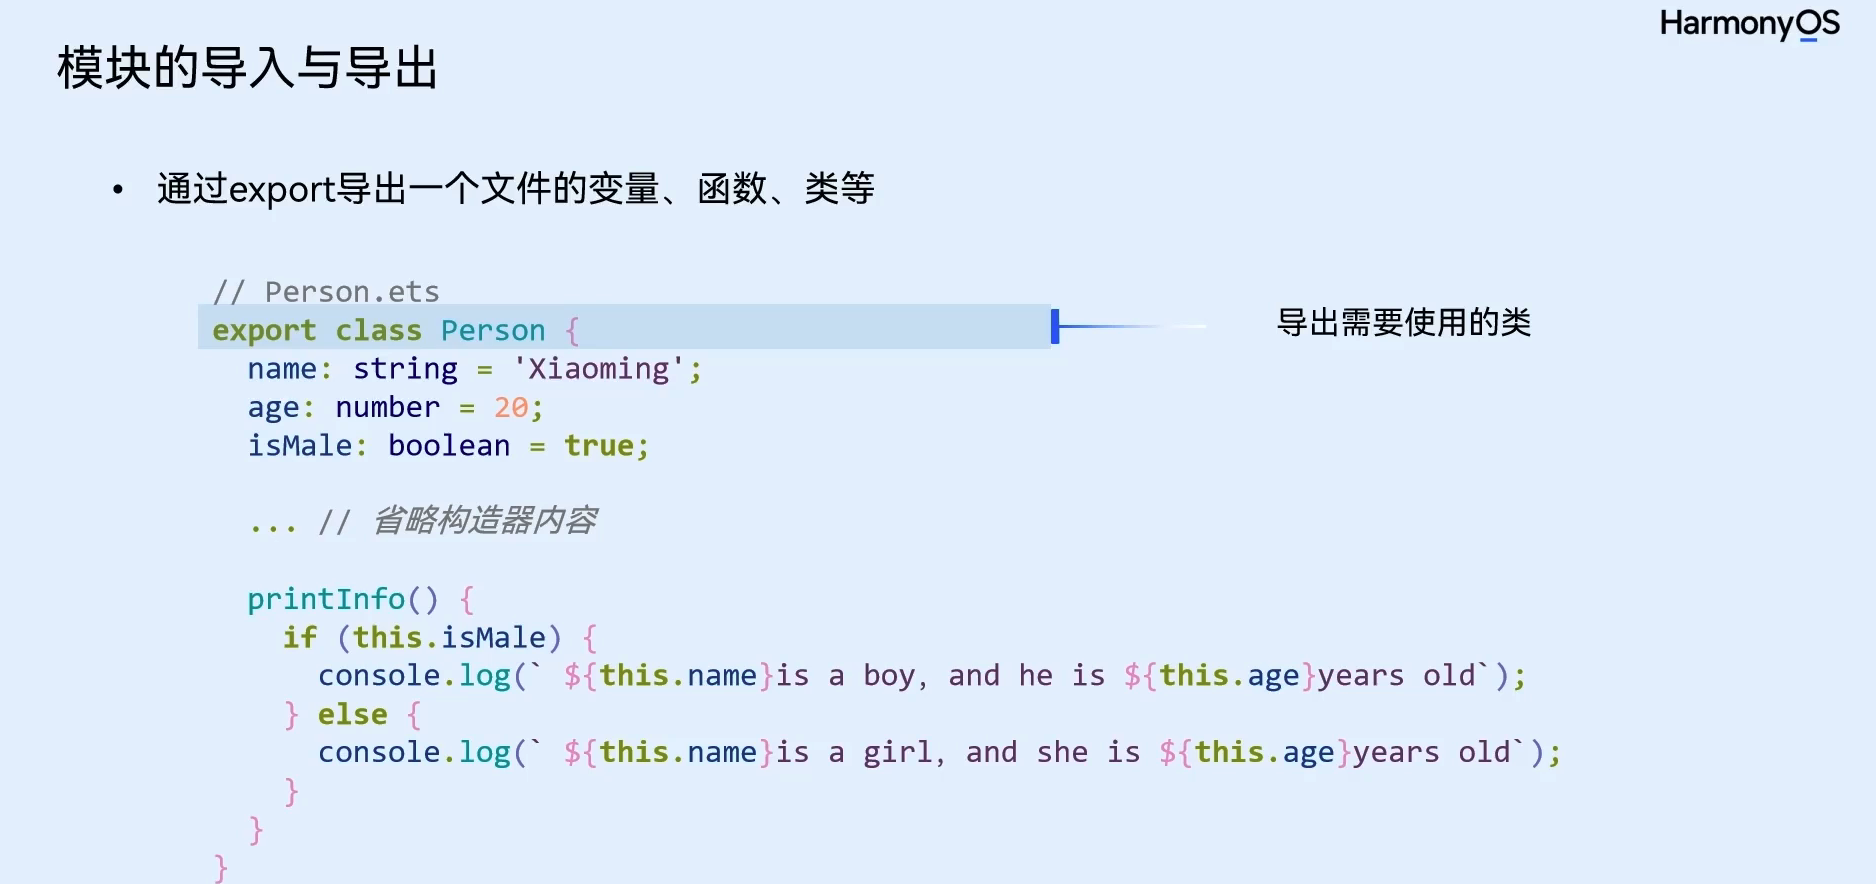 HarmonyOS
模块的导入与导出
• 通过export导出一个文件的变量、函数、类等
// Person.ets
export class Person {
导出需要使用的类
name: string = 'Xiaoming';
age: number = 20;
isMale: boolean = true;
... // 省略构造器内容
printInfo() {
if (this.isMale) {
console.log(` ${this.name}is a boy, and he is ${this.age}years old`);
} else {
console.log(` ${this.name}is a girl, and she is ${this.age}years old`);
}
}
}